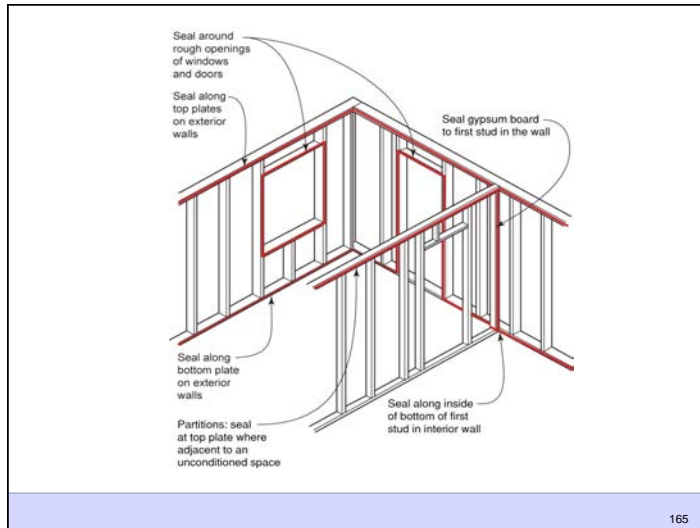 Seal around
rough openings
of windows
and doors
Seal along
top plates
on exterior
walls
Seal gypsum board
to first stud in the wall
Seal along
bottom plate
on exterior
walls
Partitions: seal
at top plate where
adjacent to an
unconditioned space
Seal along inside
of bottom of first
stud in interior wall
165